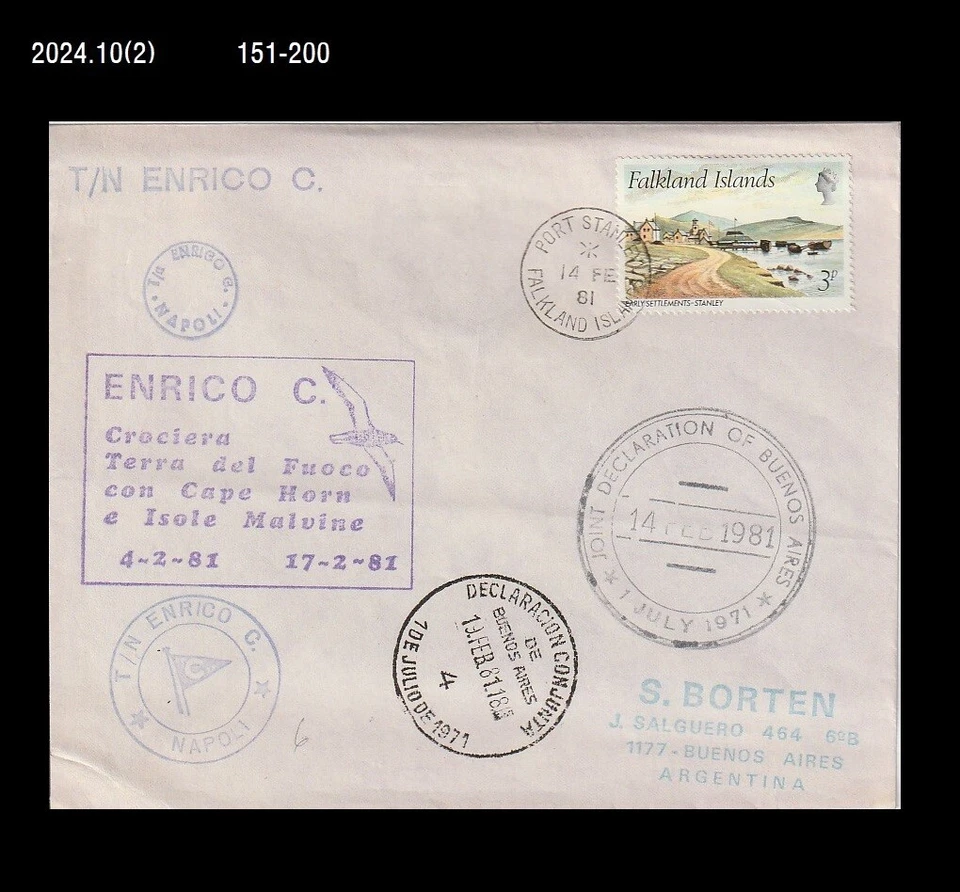 2024.10(2) 151-200
T/N ENRICO C.
Falkland Islands
3P
EARLY SETTLEMENTS-STANLEY
PORT STANLEY
14 FE
81
FALKLAND ISLANDS
T/N ENRICO C.
NAPOLI
ENRICO C.
Crociera
Terra del Fuoco
con Cape Horn
e Isole Malvine
4-2-81 17-2-81
JOINT DECLARATION OF BUENOS AIRES
14 FEB 1981
1 JULY 1971
T/N ENRICO C.
C
NAPOLI
DECLARACION CONJUNTA
DE
BUENOS AIRES
19.FEB.81.18
4
1 DE JULIO DE 1971
6
S. BORTEN
J. SALGUERO 464 6ºB
1177-BUENOS AIRES
ARGENTINA